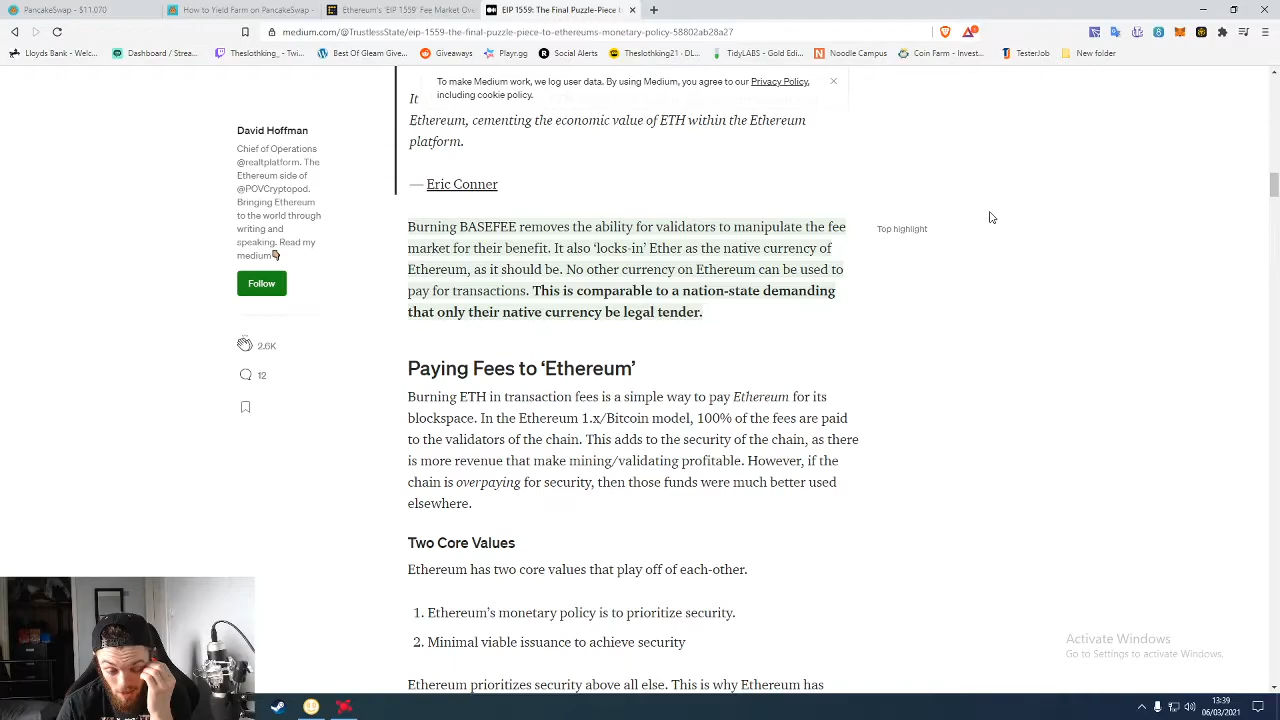 PancakeSwap - $11.070
How to Yield Farm on PancakeSwap -
Ethereum's 'EIP 1559' Fee Market Ove
EIP 1559: The Final Puzzle-Piece t
medium.com/@TrustlessState/eip-1559-the-final-puzzle-piece-to-ethereums-monetary-policy-58802ab28a27
Lloyds Bank - Wel...
Dashboard / Strea...
Theslothking - Twi...
Best Of Gleam Give...
Giveaways
PlayrGG
Social Alerts
Theslothking21 - DL...
TidyLABS - Gold Edi...
Noodle Campus
Coin Farm - Invest...
TesterJob
New folder
To make Medium work, we log user data. By using Medium, you agree to our Privacy Policy,
including cookie policy.
It
Ethereum, cementing the economic value of ETH within the Ethereum
platform.
— Eric Conner
David Hoffman
Chief of Operations
@realtplatform. The
Ethereum side of
@POVCryptopod.
Bringing Ethereum
to the world through
writing and
speaking. Read my
medium
Follow
2.6K
12
Burning BASEFEE removes the ability for validators to manipulate the fee
market for their benefit. It also ‘locks-in’ Ether as the native currency of
Ethereum, as it should be. No other currency on Ethereum can be used to
pay for transactions. This is comparable to a nation-state demanding
that only their native currency be legal tender.
Top highlight
Paying Fees to ‘Ethereum’
Burning ETH in transaction fees is a simple way to pay Ethereum for its
blockspace. In the Ethereum 1.x/Bitcoin model, 100% of the fees are paid
to the validators of the chain. This adds to the security of the chain, as there
is more revenue that make mining/validating profitable. However, if the
chain is overpaying for security, then those funds were much better used
elsewhere.
Two Core Values
Ethereum has two core values that play off of each-other.
1. Ethereum’s monetary policy is to prioritize security.
2. Minimal viable issuance to achieve security
Ethereum prioritizes security above all else. This is why Ethereum has
Activate Windows
Go to Settings to activate Windows.
13:39
06/03/2021